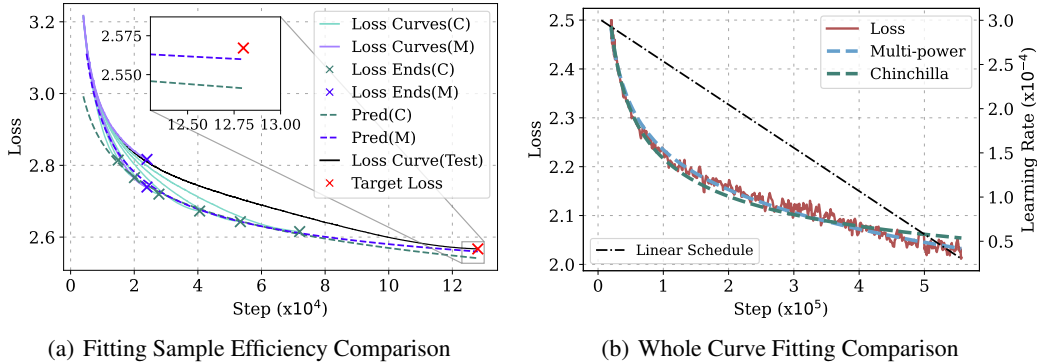 3.2
3.0
2.8
2.6
Loss
2.575
2.550
12.50
12.75
13.00
Loss Curves(C)
Loss Curves(M)
Loss Ends(C)
Loss Ends(M)
Pred(C)
Pred(M)
Loss Curve(Test)
Target Loss
0 2 4 6 8 10 12
Step (x10⁴)
(a) Fitting Sample Efficiency Comparison
2.5
2.4
2.3
2.2
2.1
2.0
Loss
Loss
Multi-power
Chinchilla
Linear Schedule
3.0
2.5
2.0
1.5
1.0
0.5
Learning Rate (x10⁻⁴)
0 1 2 3 4 5 6
Step (x10⁵)
(b) Whole Curve Fitting Comparison